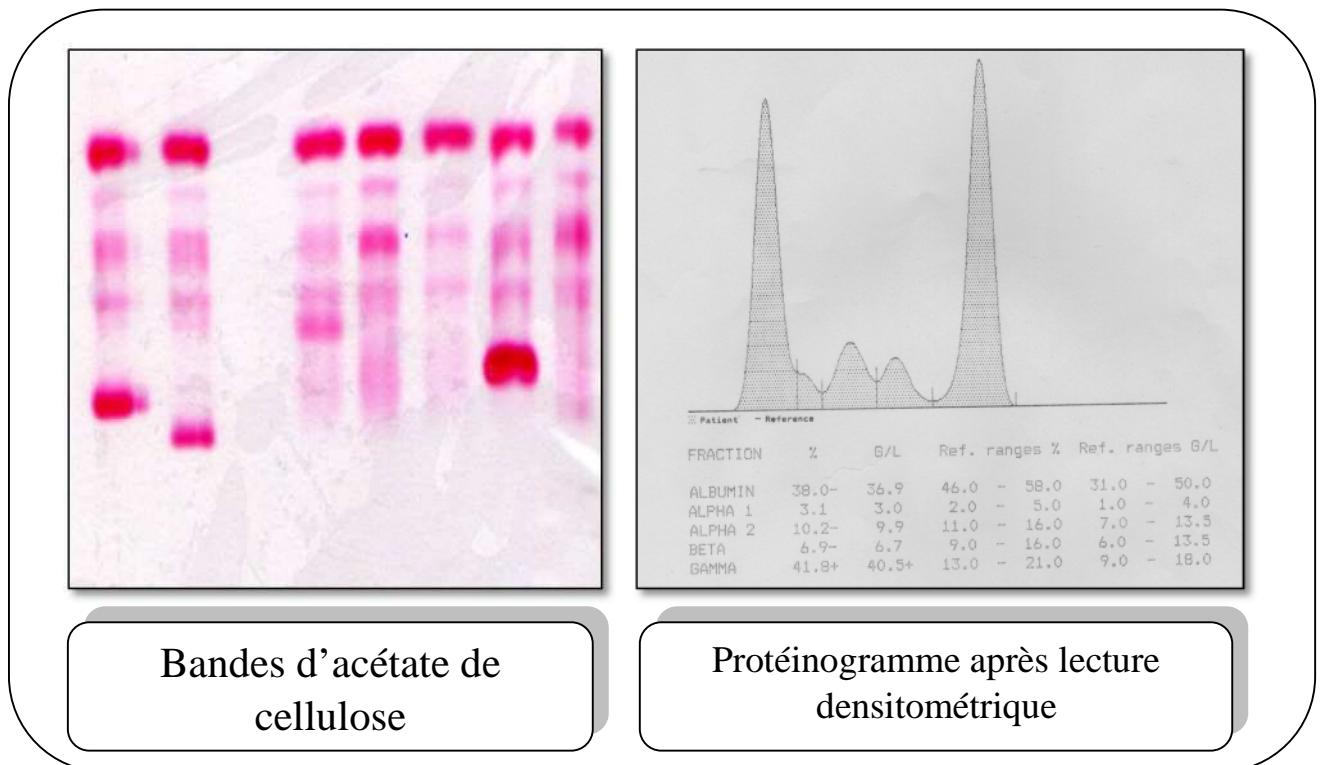 Patient - Reference
FRACTION % G/L Ref. ranges % Ref. ranges G/L
ALBUMIN 38.0- 36.9 46.0 - 58.0 31.0 - 50.0
ALPHA 1 3.1 3.0 2.0 - 5.0 1.0 - 4.0
ALPHA 2 10.2- 9.9 11.0 - 16.0 7.0 - 13.5
BETA 6.9- 6.7 9.0 - 16.0 6.0 - 13.5
GAMMA 41.8+ 40.5+ 13.0 - 21.0 9.0 - 18.0
Bandes d’acétate de
cellulose
Protéinogramme après lecture
densitométrique